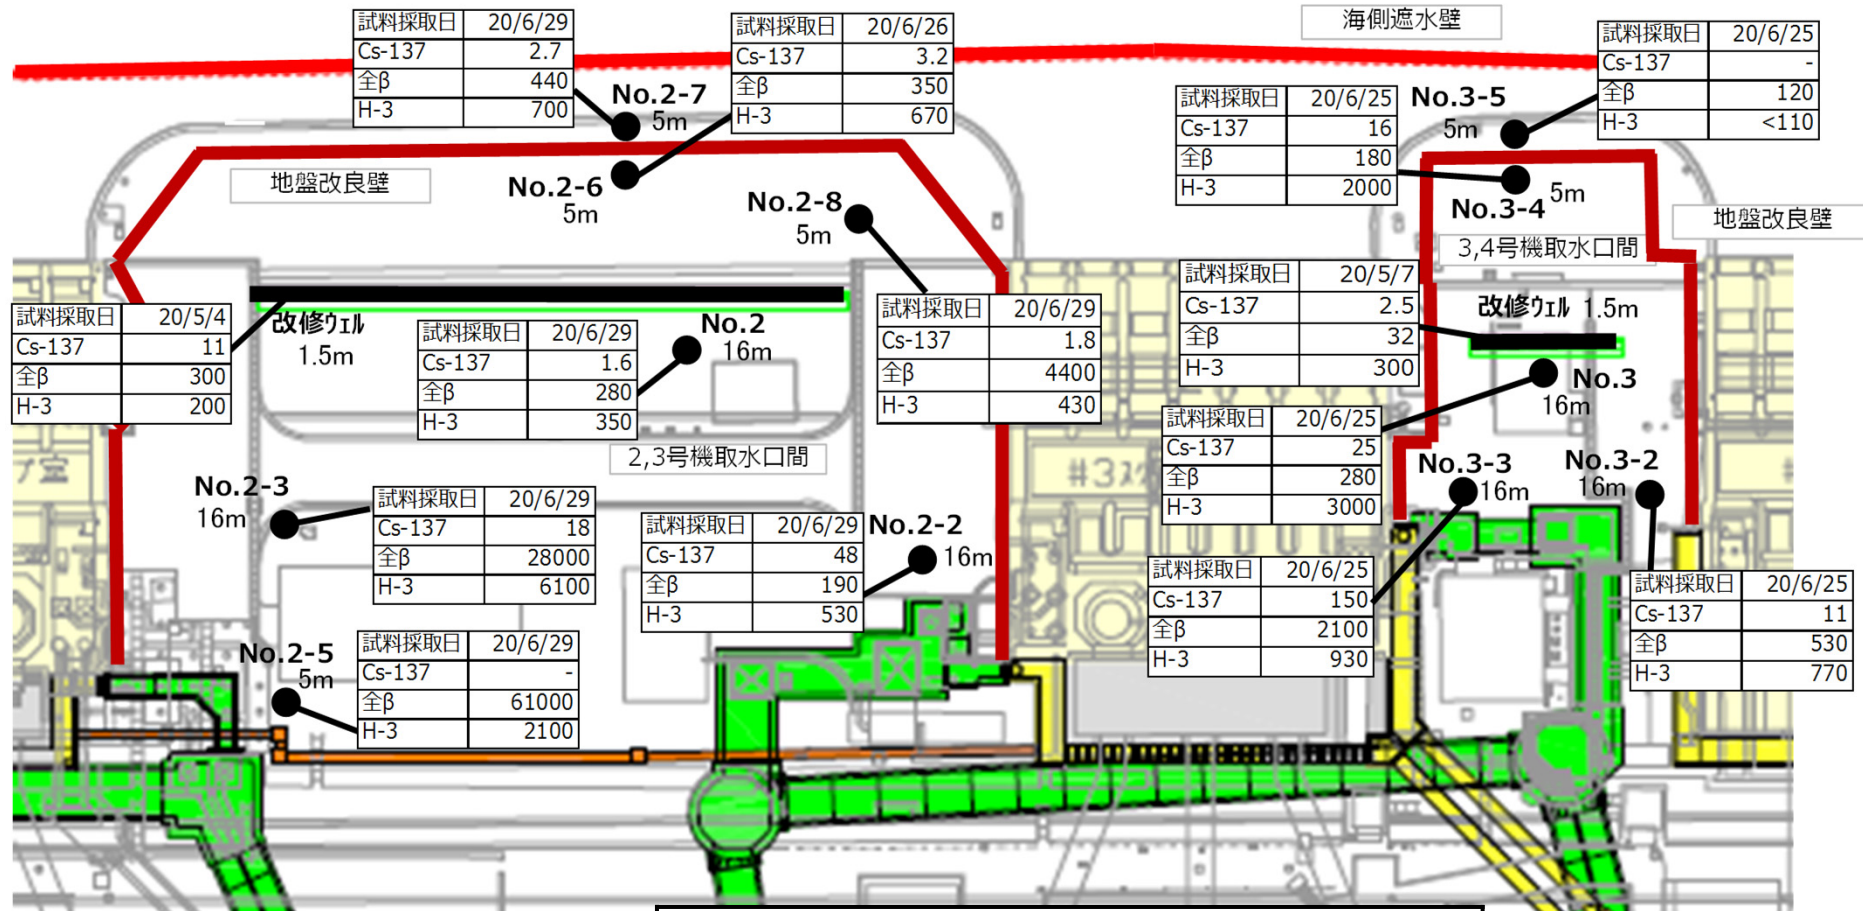 海側遮水壁
試料採取日 20/6/29
Cs-137 2.7
全β 440
H-3 700
No.2-7
5m
試料採取日 20/6/26
Cs-137 3.2
全β 350
H-3 670
No.2-6
5m
地盤改良壁
No.2-8
5m
試料採取日 20/6/29
Cs-137 1.8
全β 4400
H-3 430
試料採取日 20/5/4
Cs-137 11
全β 300
H-3 200
改修ウェル
1.5m
試料採取日 20/6/29
Cs-137 1.6
全β 280
H-3 350
No.2
16m
2,3号機取水口間
No.2-3
16m
試料採取日 20/6/29
Cs-137 18
全β 28000
H-3 6100
試料採取日 20/6/29
Cs-137 48
全β 190
H-3 530
No.2-2
16m
No.2-5
5m
試料採取日 20/6/29
Cs-137 -
全β 61000
H-3 2100
試料採取日 20/6/25
Cs-137 -
全β 120
H-3 <110
No.3-5
5m
試料採取日 20/6/25
Cs-137 16
全β 180
H-3 2000
No.3-4
5m
地盤改良壁
3,4号機取水口間
試料採取日 20/5/7
Cs-137 2.5
全β 32
H-3 300
改修ウェル 1.5m
No.3
16m
試料採取日 20/6/25
Cs-137 25
全β 280
H-3 3000
No.3-3
16m
No.3-2
16m
試料採取日 20/6/25
Cs-137 150
全β 2100
H-3 930
試料採取日 20/6/25
Cs-137 11
全β 530
H-3 770
プ室
#3ｽｸ